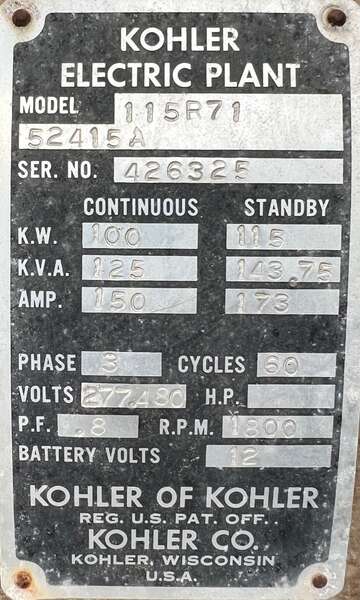 KOHLER
ELECTRIC PLANT
MODEL 115R71
52415A
SER. NO. 426325
CONTINUOUS STANDBY
K.W. 100 115
K.V.A. 125 143.75
AMP. 150 173
PHASE 3 CYCLES 60
VOLTS 277.480 H.P.
P.F. .8 R.P.M. 1800
BATTERY VOLTS 12
KOHLER OF KOHLER
REG. U.S. PAT. OFF.
KOHLER CO.
KOHLER, WISCONSIN
U.S.A.